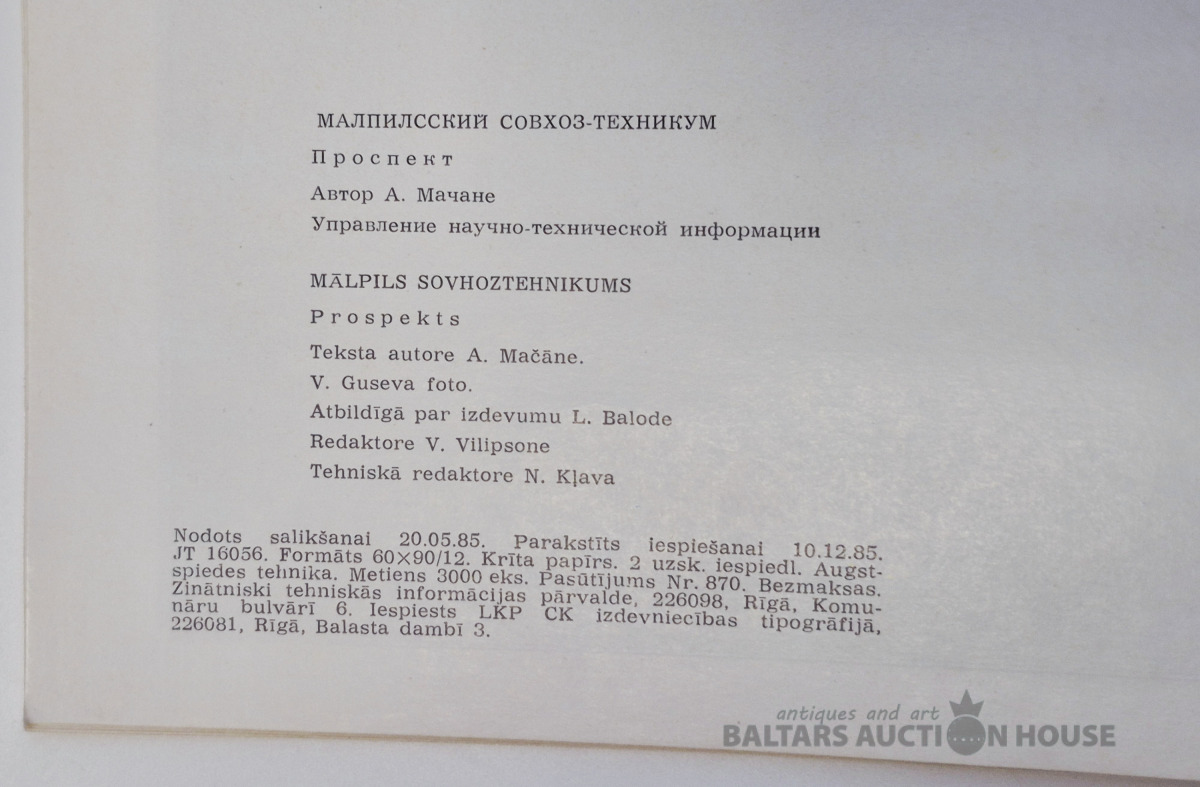 МАЛПИЛССКИЙ СОВХОЗ-ТЕХНИКУМ
Проспект
Автор А. Мачане
Управление научно-технической информации
MĀLPILS SOVHOZTEHNIKUMS
Prospekts
Teksta autore A. Mačāne.
V. Guseva foto.
Atbildīgā par izdevumu L. Balode
Redaktore V. Vilipsone
Tehniskā redaktore N. Kļava
Nodots salikšanai 20.05.85. Parakstīts iespiešanai 10.12.85.
JT 16056. Formāts 60×90/12. Krīta papīrs. 2 uzsk. iespiedl. Augst-
spiedes tehnika. Metiens 3000 eks. Pasūtījums Nr. 870. Bezmaksas.
Zinātniski tehniskās informācijas pārvalde, 226098, Rīgā, Komu-
nāru bulvārī 6. Iespiests LKP CK izdevniecības tipogrāfijā,
226081, Rīgā, Balasta dambī 3.
antiques and art
BALTARS AUCTION HOUSE